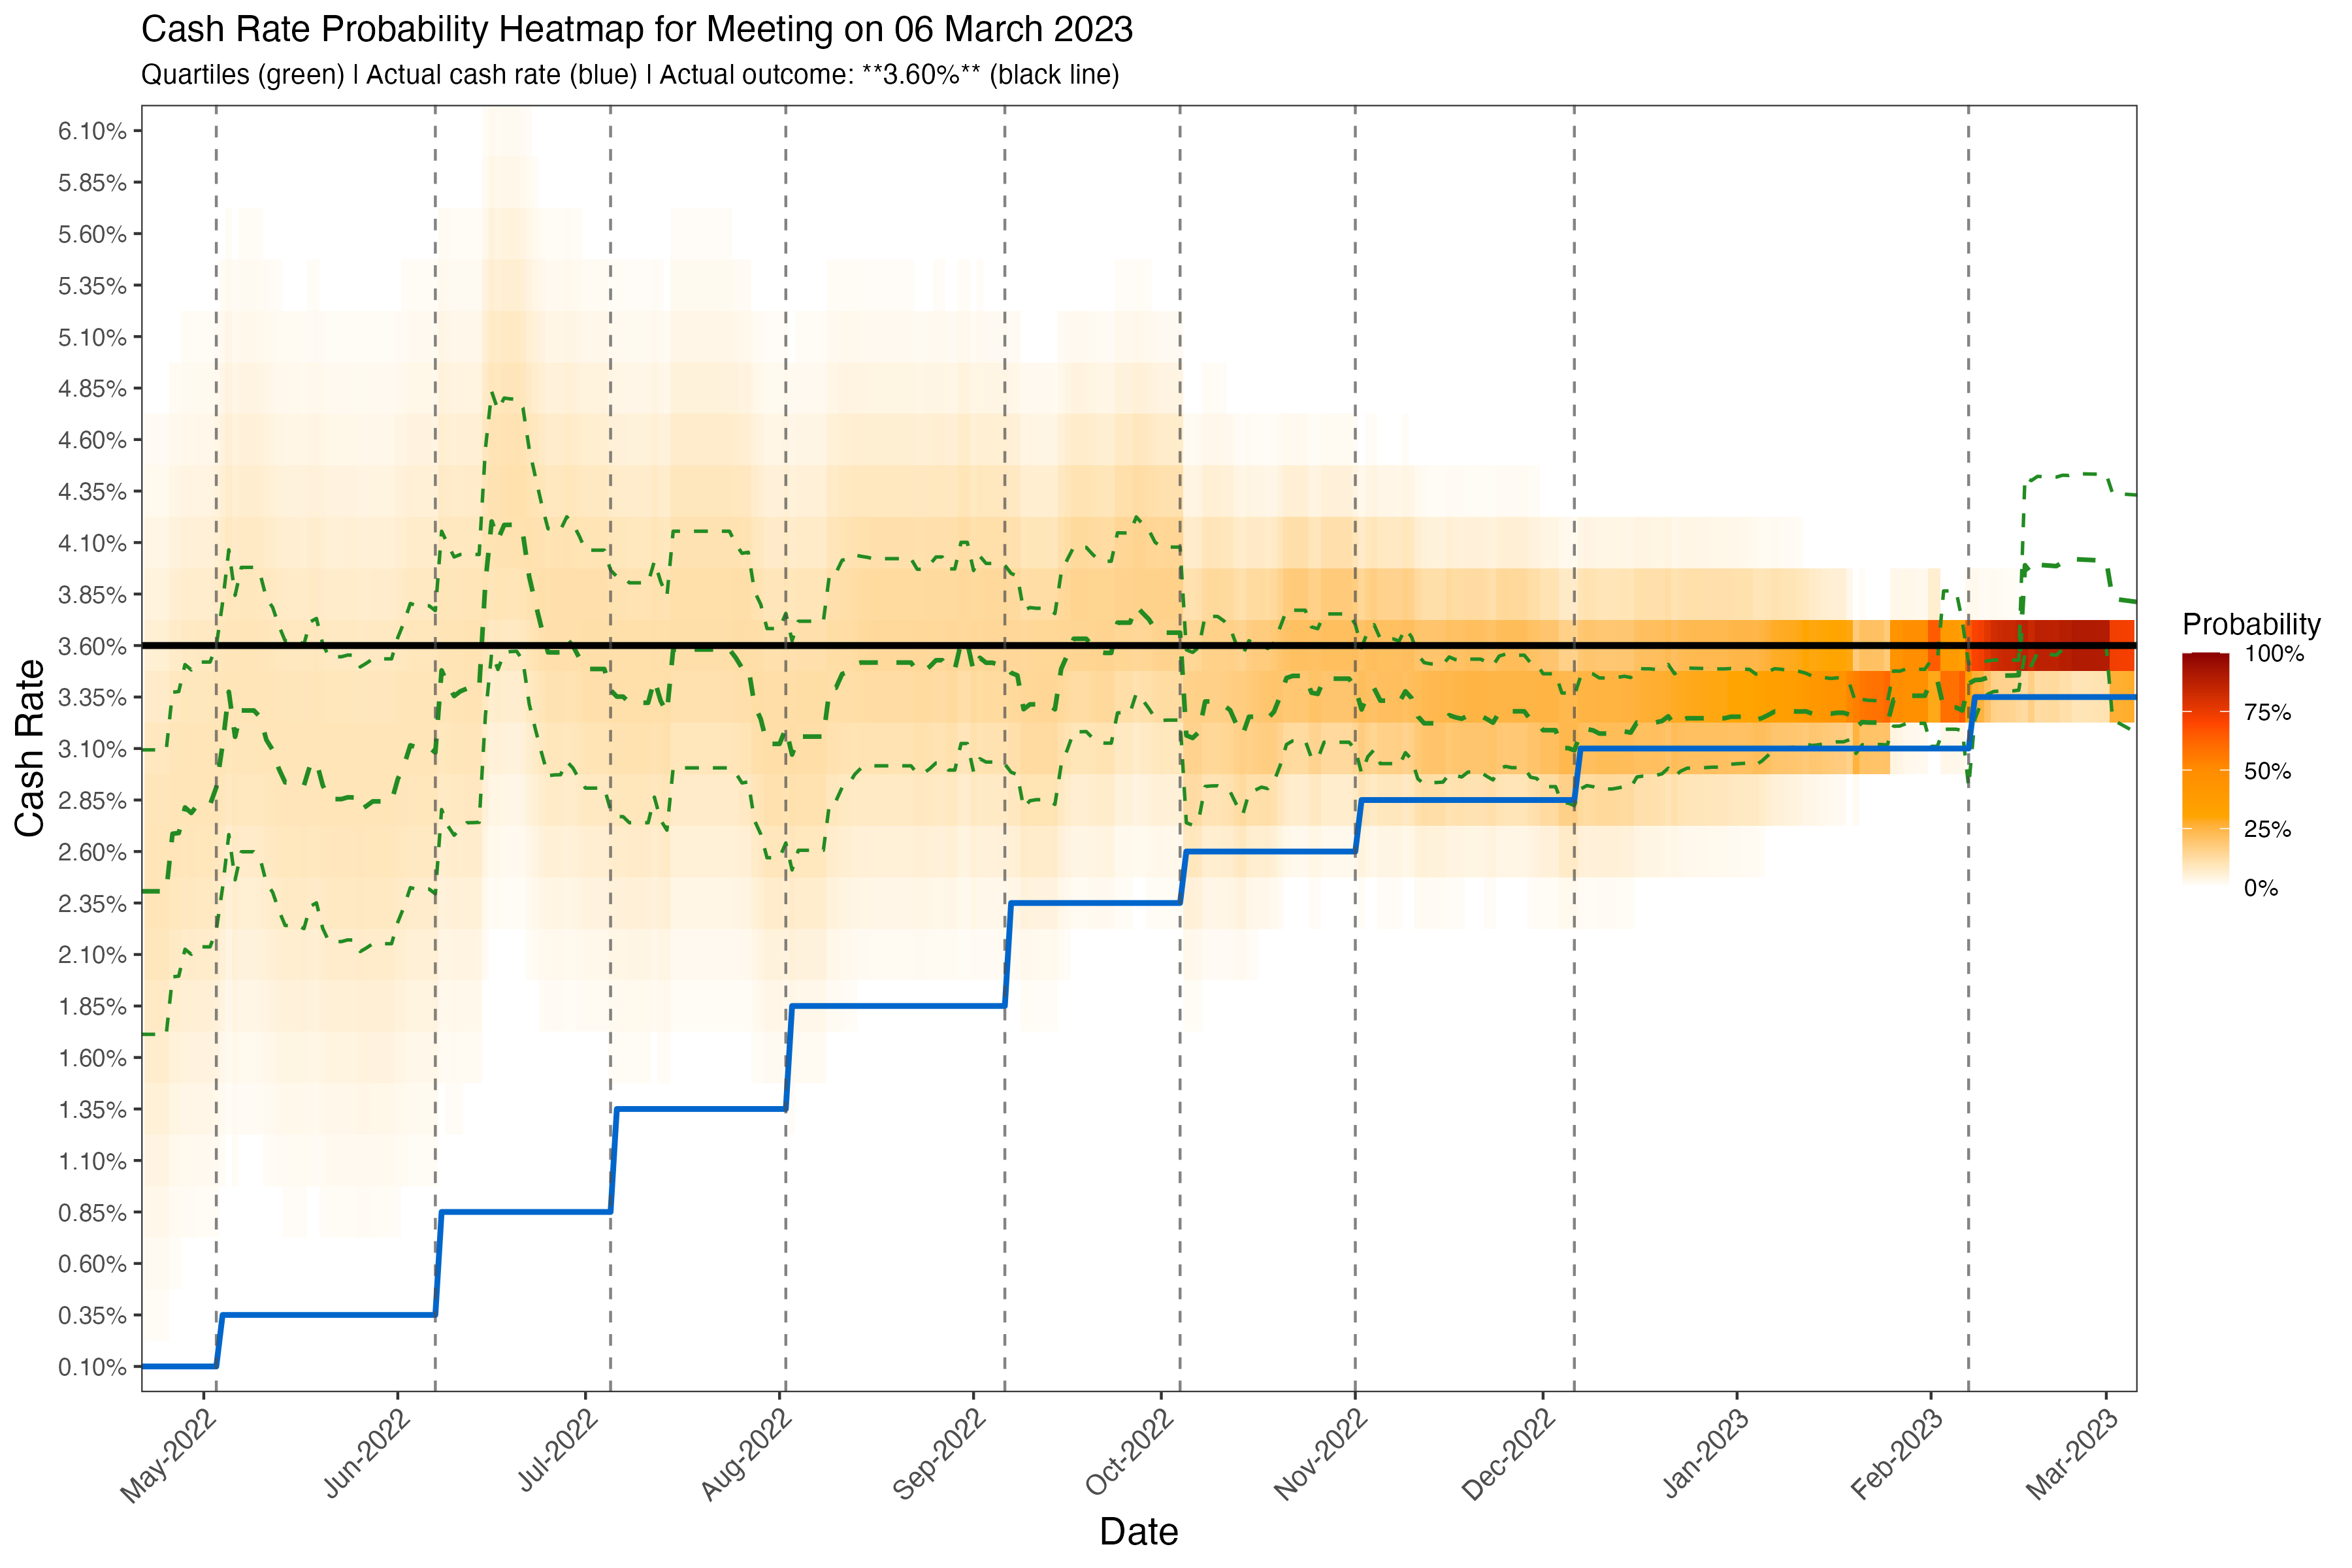 Cash Rate Probability Heatmap for Meeting on 06 March 2023
Quartiles (green) | Actual cash rate (blue) | Actual outcome: **3.60%** (black line)
Cash Rate
6.10%
5.85%
5.60%
5.35%
5.10%
4.85%
4.60%
4.35%
4.10%
3.85%
3.60%
3.35%
3.10%
2.85%
2.60%
2.35%
2.10%
1.85%
1.60%
1.35%
1.10%
0.85%
0.60%
0.35%
0.10%
May-2022
Jun-2022
Jul-2022
Aug-2022
Sep-2022
Oct-2022
Nov-2022
Dec-2022
Jan-2023
Feb-2023
Mar-2023
Date
Probability
100%
75%
50%
25%
0%